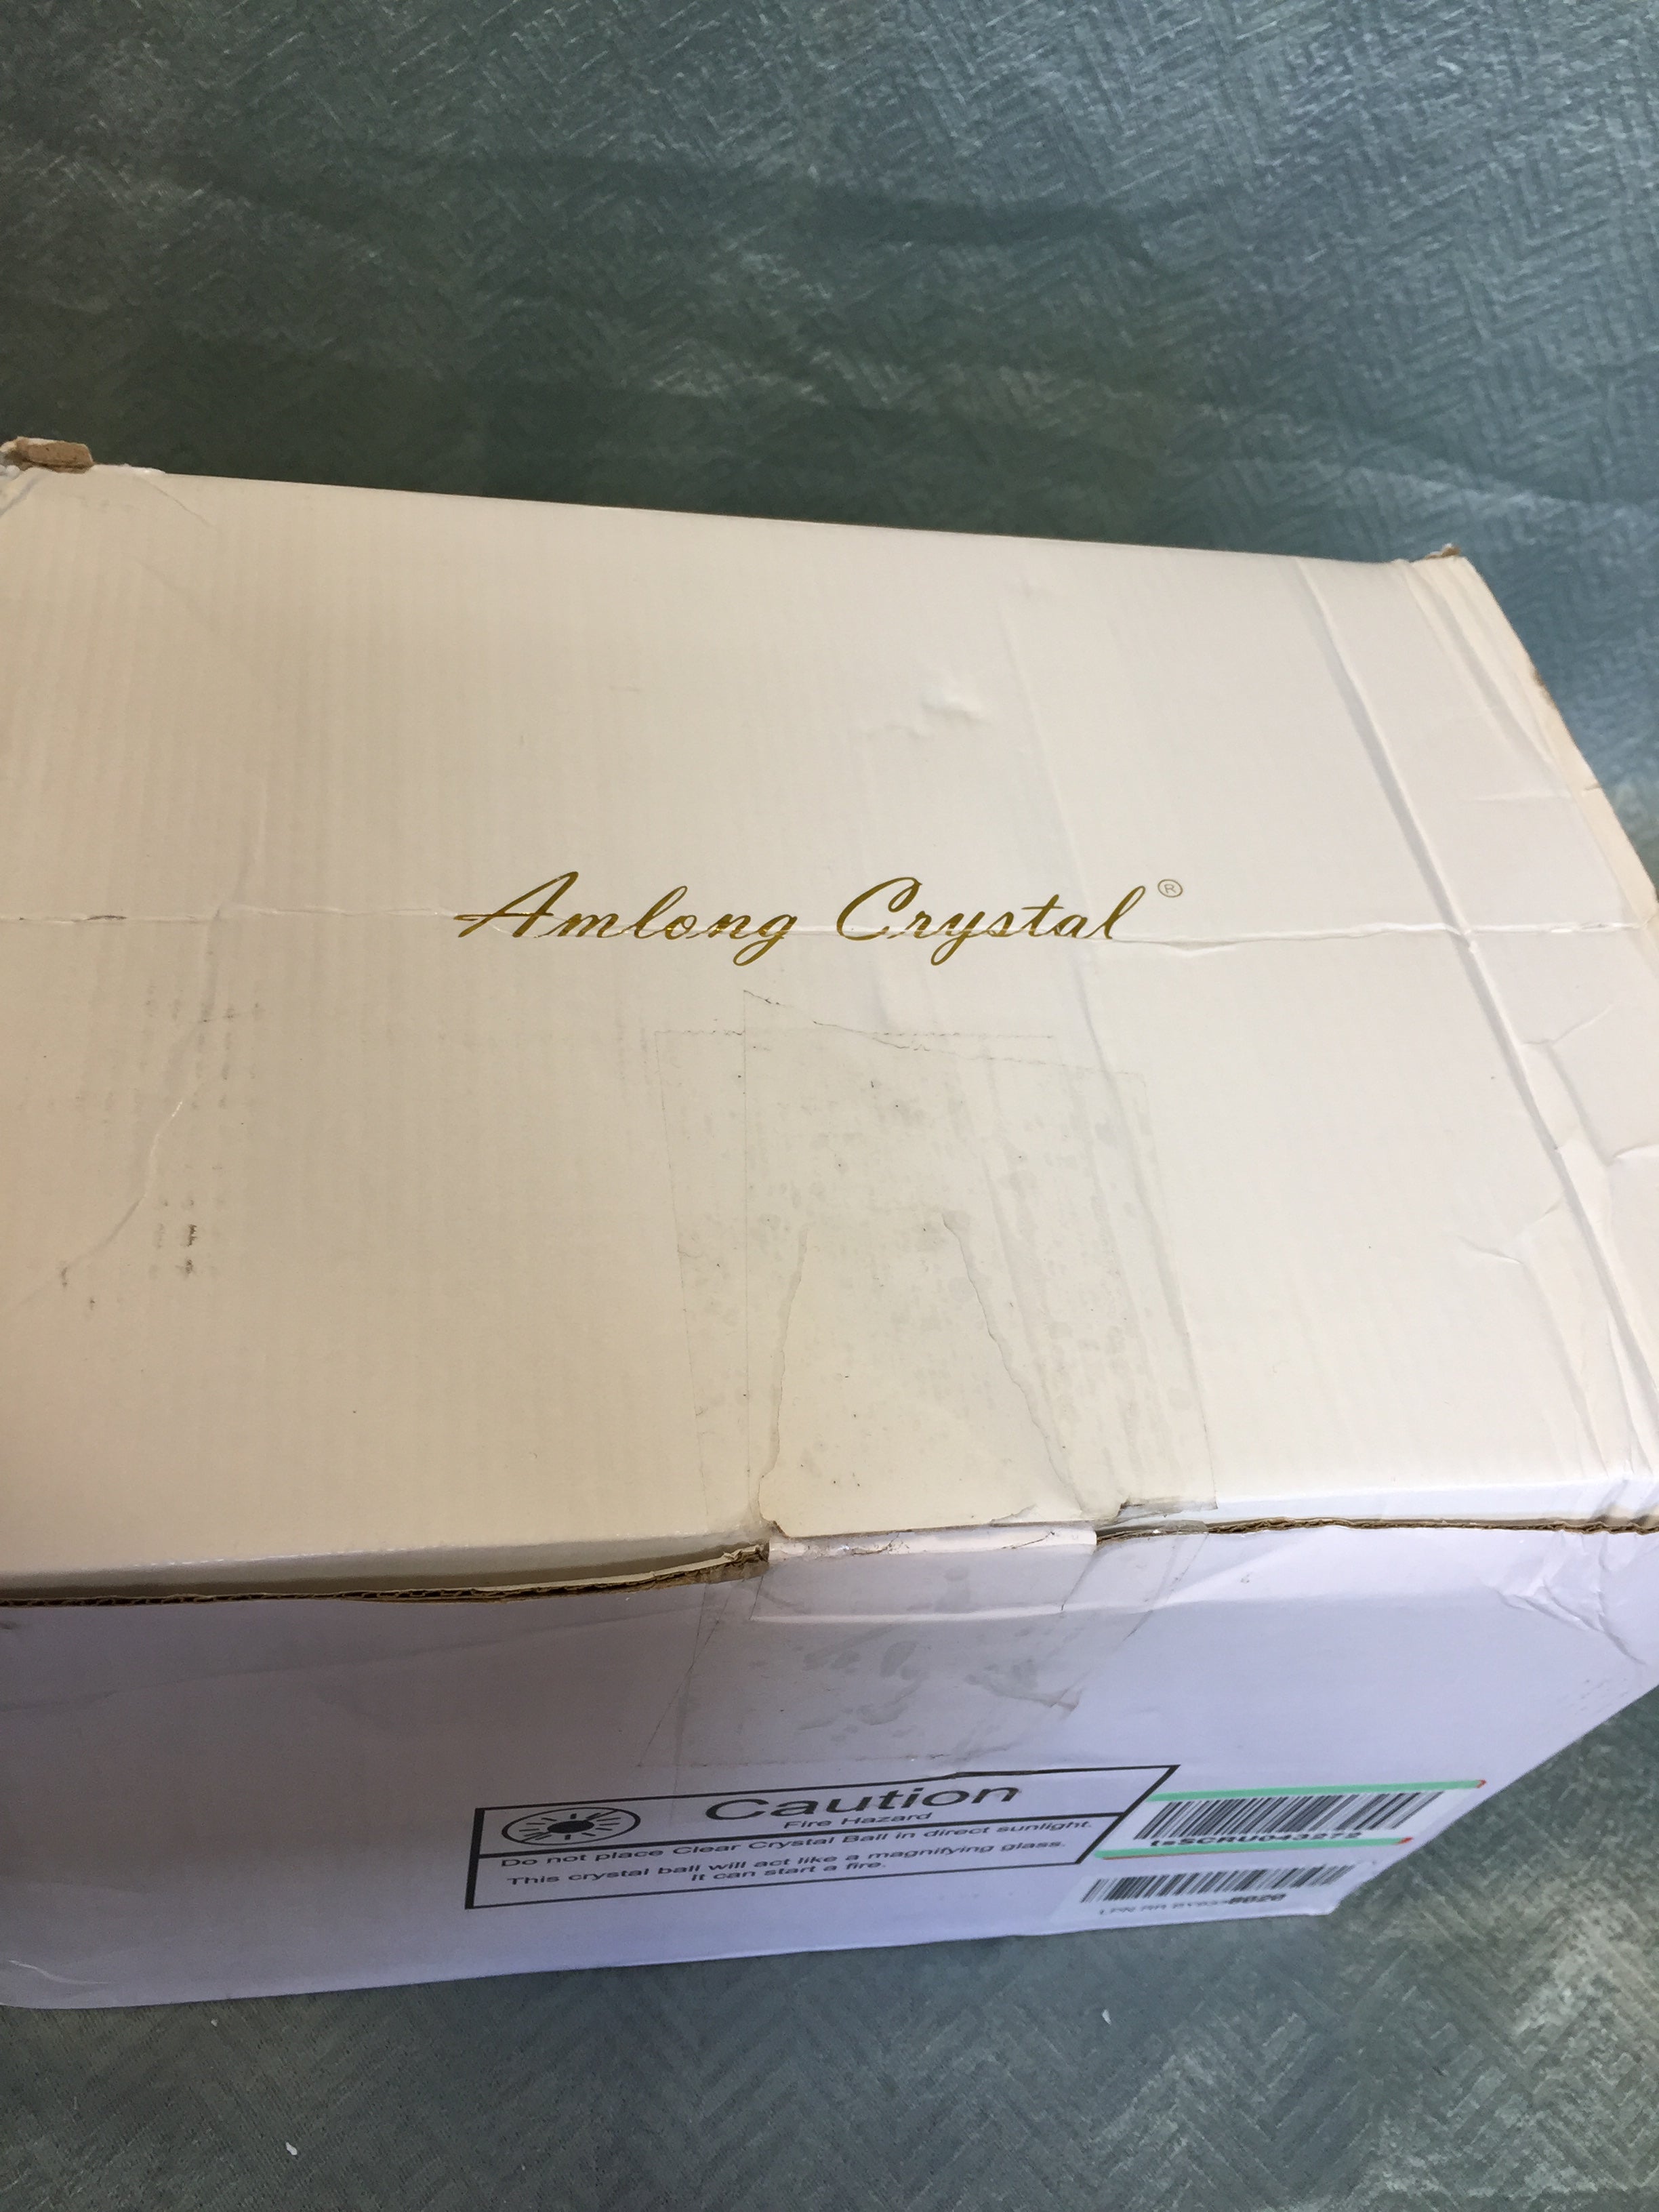 Amlong Crystal ®
Caution
Fire Hazard
Do not place Clear Crystal Ball in direct sunlight.
This crystal ball will act like a magnifying glass.
It can start a fire.
tsSCRU043272